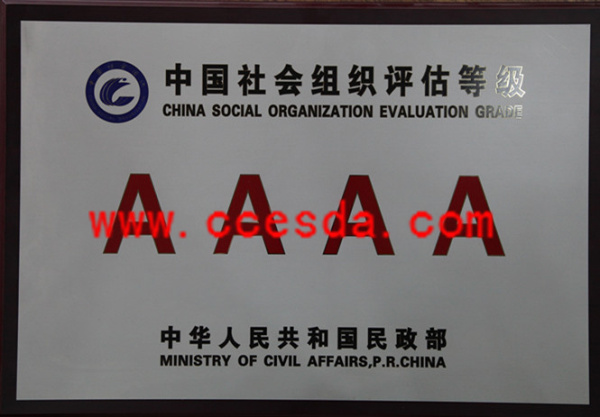 中国社会组织评估等级
CHINA SOCIAL ORGANIZATION EVALUATION GRADE
A A A A
www.ccesda.com
中华人民共和国民政部
MINISTRY OF CIVIL AFFAIRS,P.R.CHINA